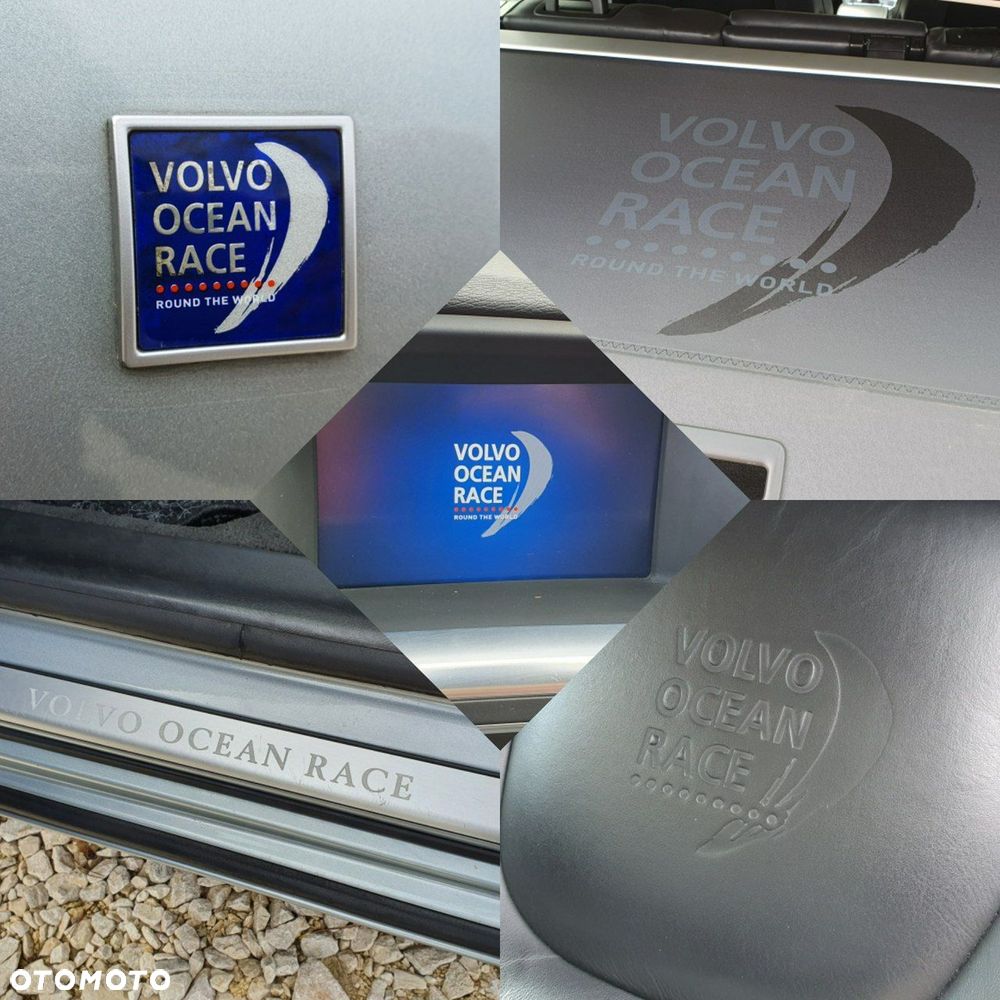 VOLVO
OCEAN
RACE
ROUND THE WORLD
VOLVO
OCEAN
RACE
ROUND THE WORLD
VOLVO
OCEAN
RACE
ROUND THE WORLD
VOLVO OCEAN RACE
VOLVO
OCEAN
RACE
OTOMOTO